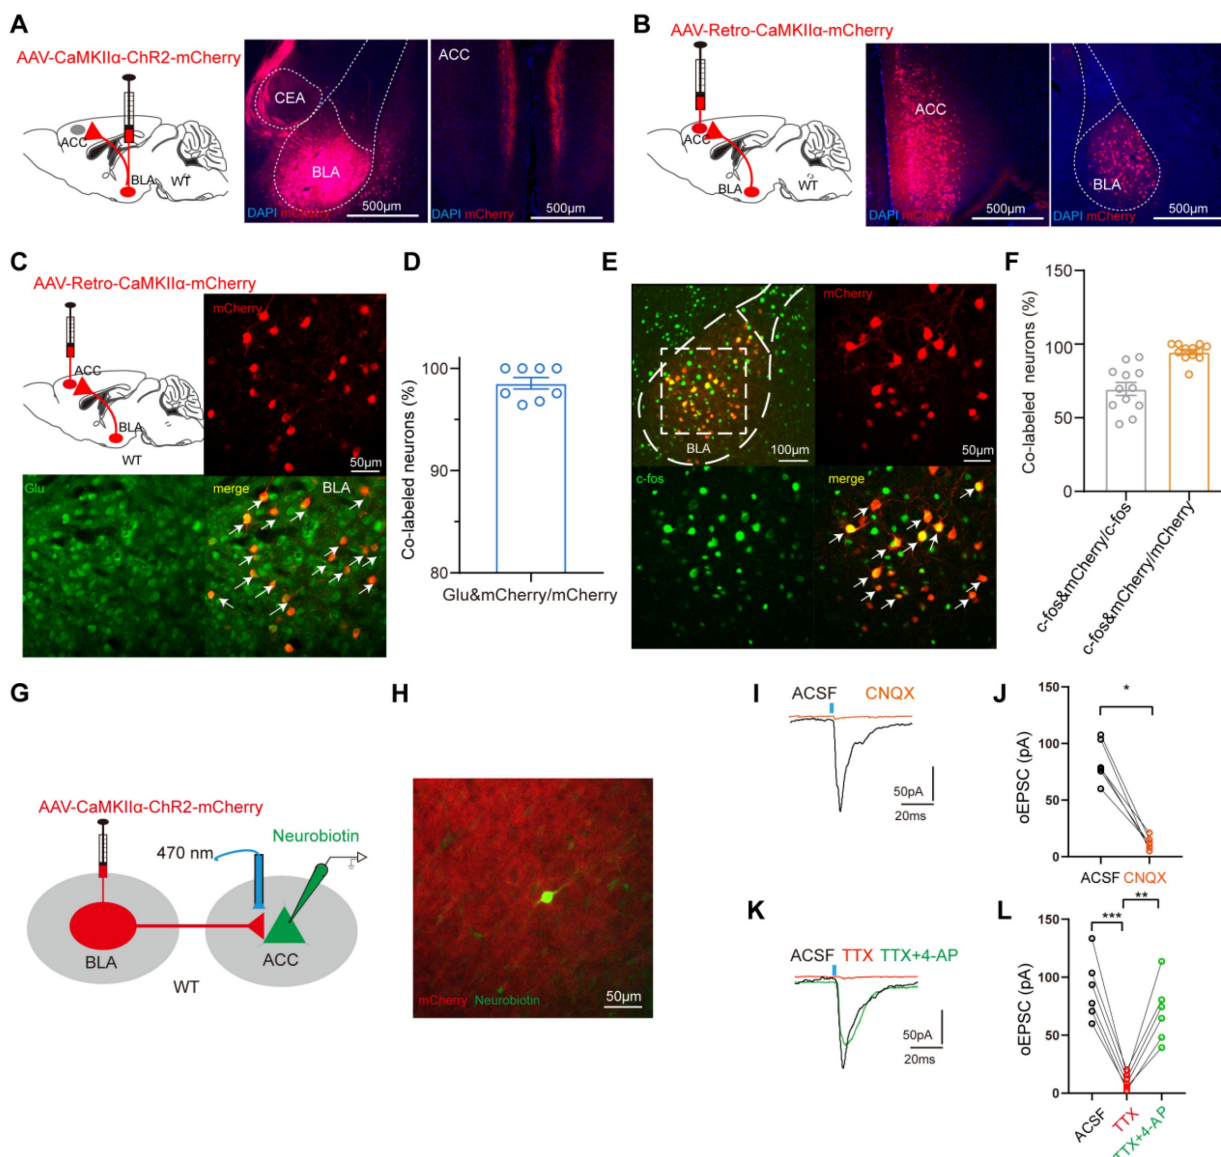 A
AAV-CaMKIIα-ChR2-mCherry
ACC
BLA
WT
CEA
BLA
DAPI mCherry
500µm
ACC
DAPI mCherry
500µm
B
AAV-Retro-CaMKIIα-mCherry
ACC
BLA
WT
ACC
DAPI mCherry
500µm
BLA
DAPI mCherry
500µm
C
AAV-Retro-CaMKIIα-mCherry
ACC
BLA
WT
mCherry
50µm
Glu
merge
BLA
D
Co-labeled neurons (%)
100
90
80
Glu&mCherry/mCherry
E
BLA
100µm
mCherry
50µm
c-fos
merge
F
Co-labeled neurons (%)
150
100
50
0
c-fos&mCherry/c-fos
c-fos&mCherry/mCherry
G
AAV-CaMKIIα-ChR2-mCherry
470 nm
Neurobiotin
BLA
ACC
WT
H
mCherry Neurobiotin
50µm
I
ACSF CNQX
50pA
20ms
J
oEPSC (pA)
150
100
50
0
*
ACSF CNQX
K
ACSF TTX TTX+4-AP
50pA
20ms
L
oEPSC (pA)
150
100
50
0
***
**
ACSF
TTX
TTX+4-AP